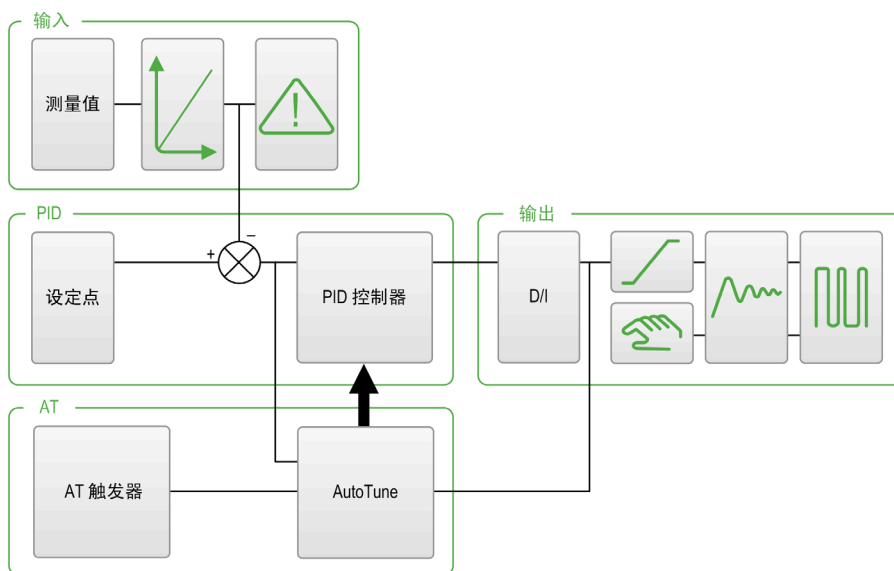 输入
测量值
PID
输出
+
−
设定点
PID 控制器
D/I
AT
AT 触发器
AutoTune